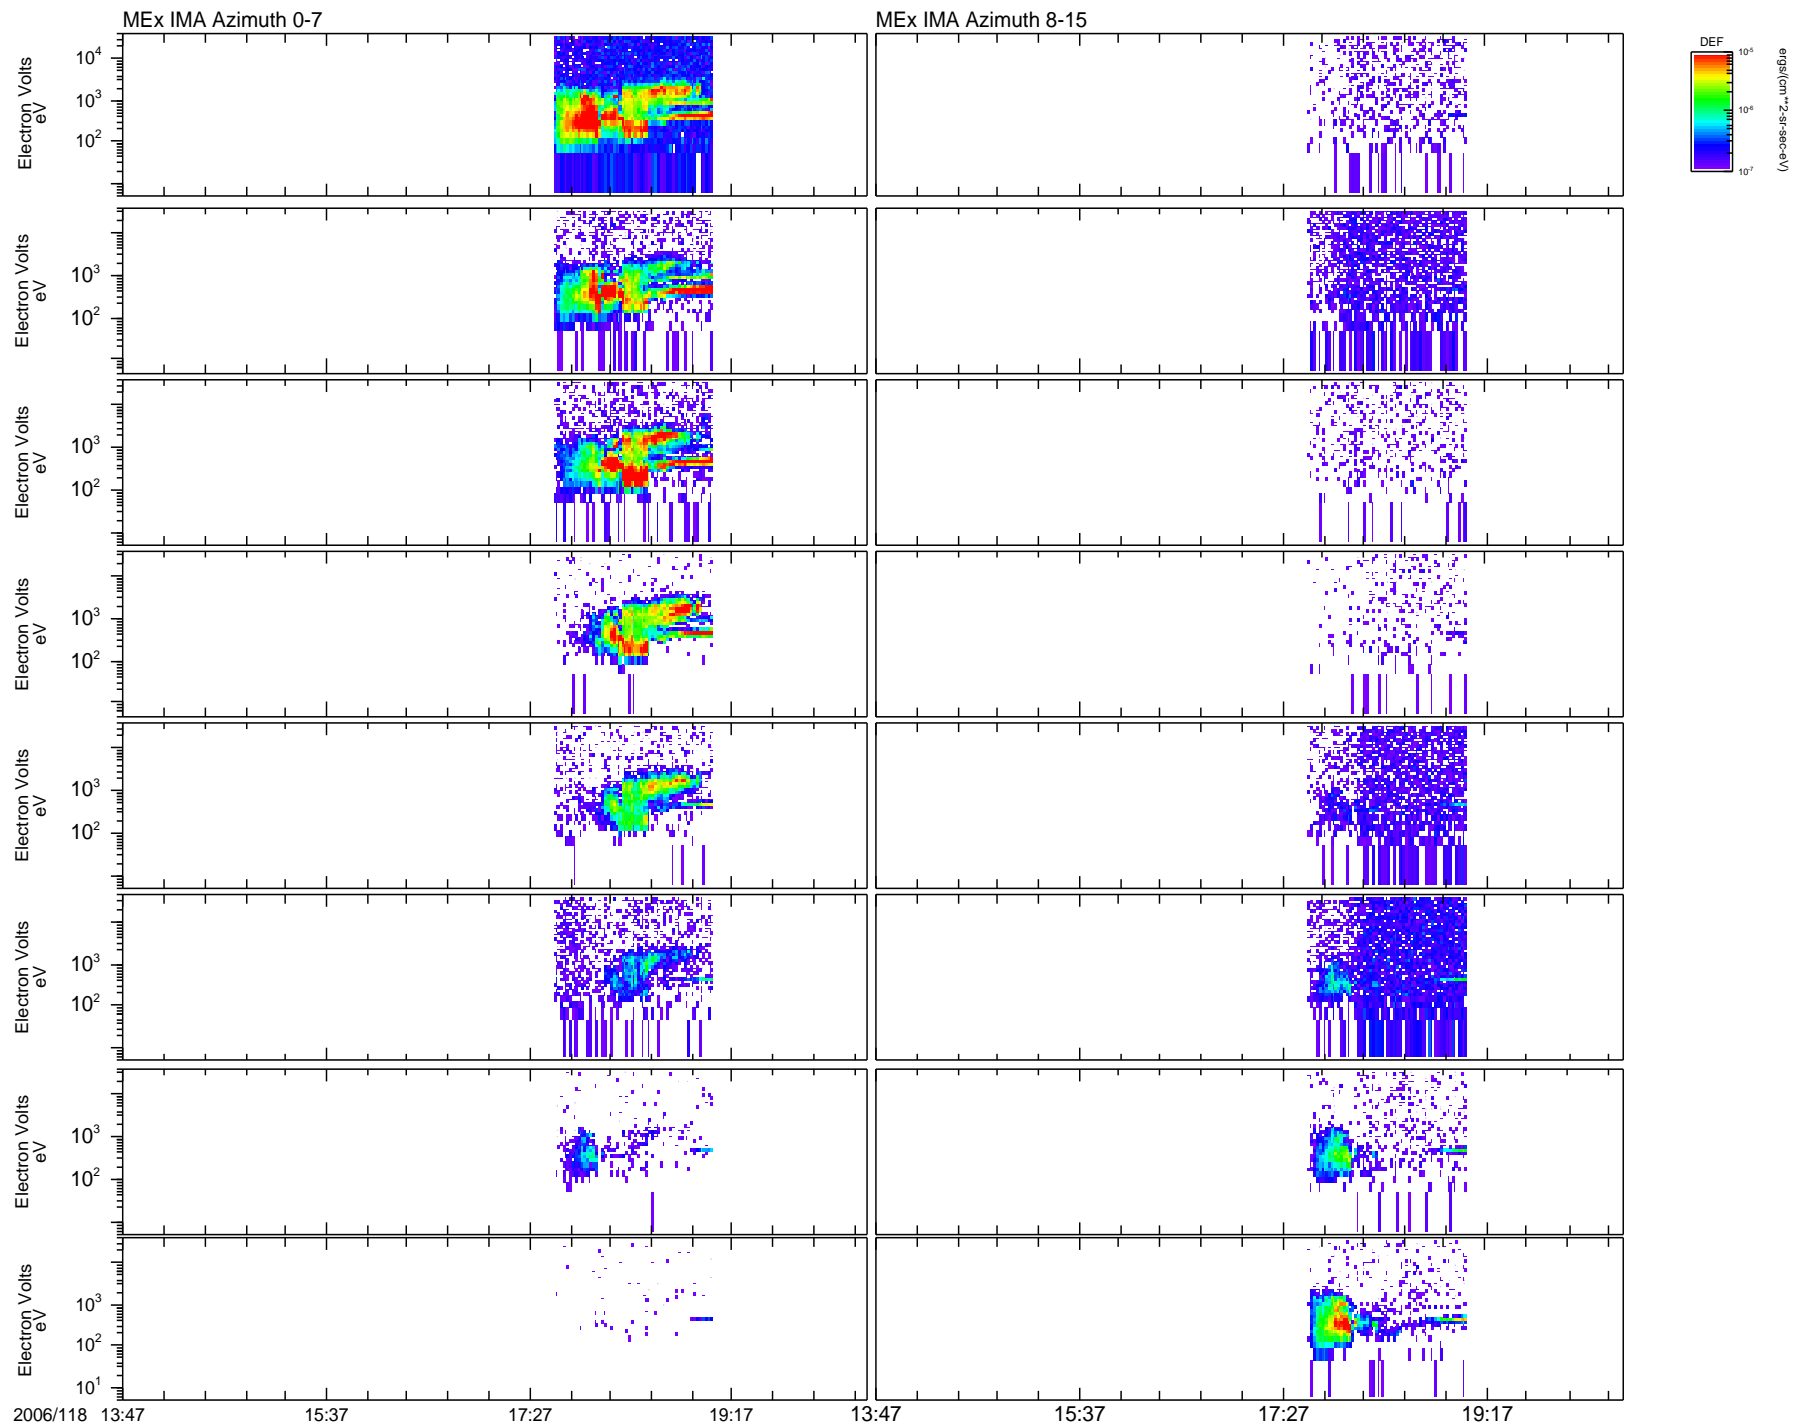 MEx IMA Azimuth 0-7
MEx IMA Azimuth 8-15
DEF
10-5
10-6
10-7
ergs/(cm**2-sr-sec-eV)
Electron Volts
eV
104
103
102
Electron Volts
eV
103
102
Electron Volts
eV
103
102
Electron Volts
eV
103
102
Electron Volts
eV
103
102
Electron Volts
eV
103
102
Electron Volts
eV
103
102
Electron Volts
eV
103
102
101
2006/118 13:47 15:37 17:27 19:17
13:47 15:37 17:27 19:17